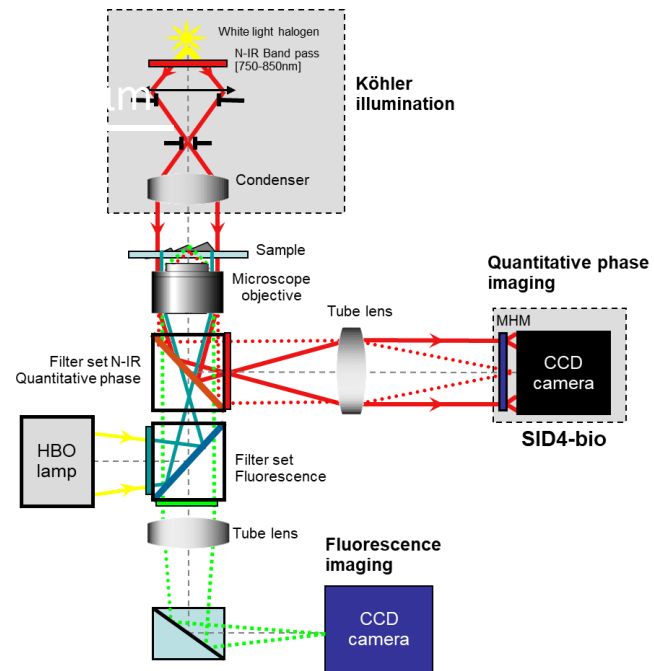 White light halogen
N-IR Band pass
[750-850nm]
Köhler
illumination
Condenser
Sample
Microscope
objective
Quantitative phase
imaging
Tube lens
MHM
CCD
camera
SID4-bio
Filter set N-IR
Quantitative phase
HBO
lamp
Filter set
Fluorescence
Tube lens
Fluorescence
imaging
CCD
camera